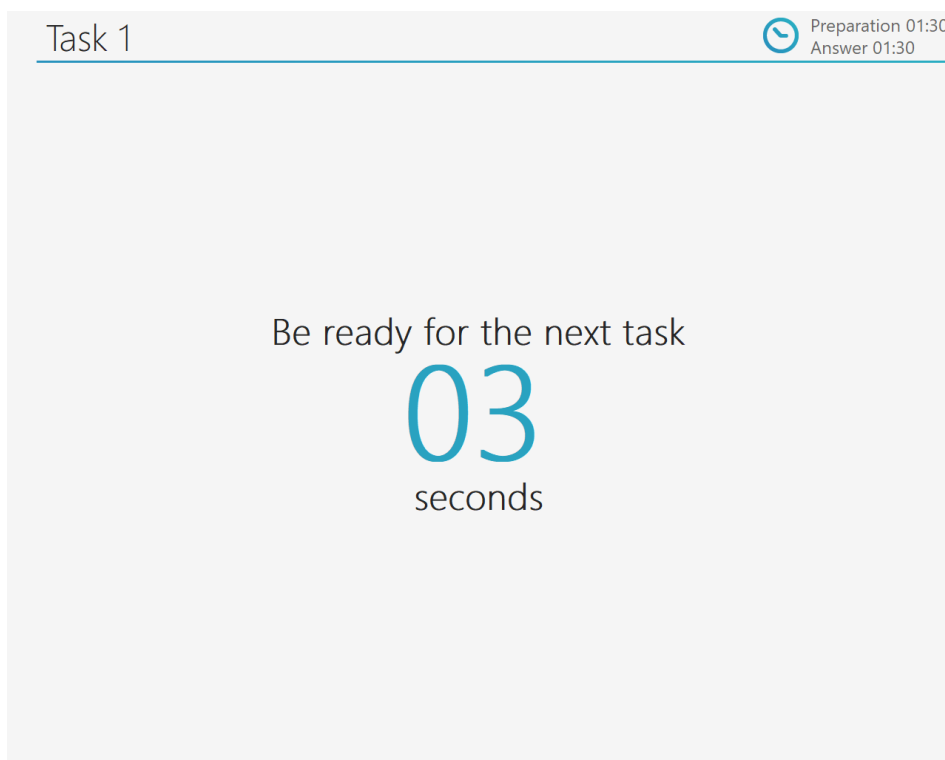 Task 1
Preparation 01:30
Answer 01:30
Be ready for the next task
03
seconds